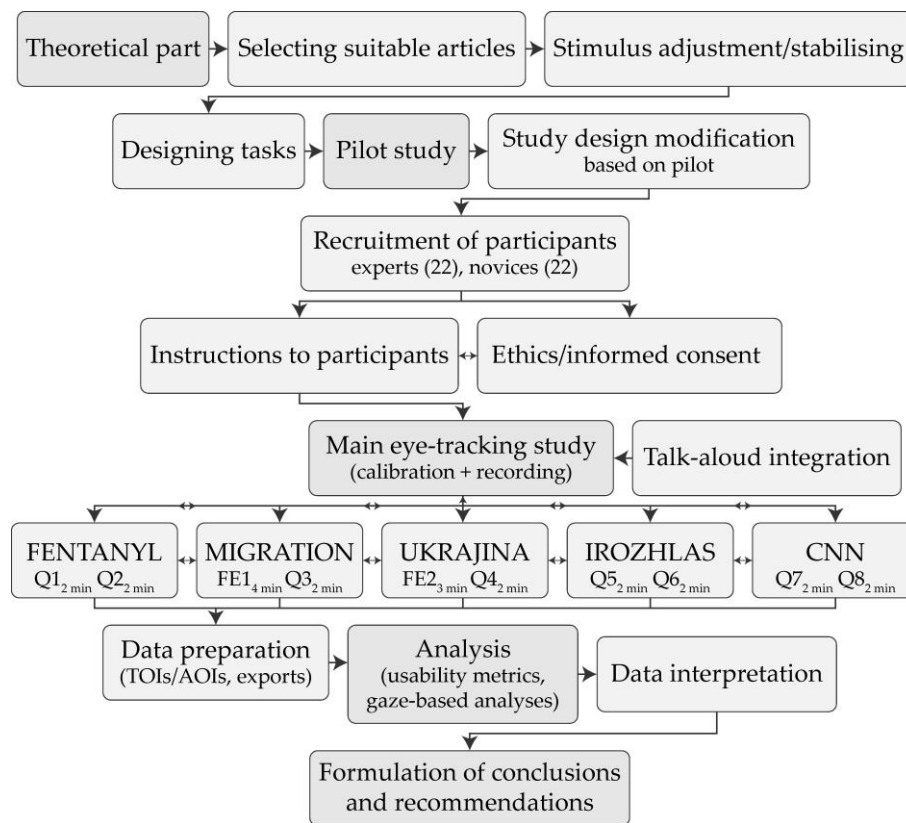 Theoretical part
Selecting suitable articles
Stimulus adjustment/stabilising
Designing tasks
Pilot study
Study design modification
based on pilot
Recruitment of participants
experts (22), novices (22)
Instructions to participants
Ethics/informed consent
Main eye-tracking study
(calibration + recording)
Talk-aloud integration
FENTANYL
Q1 2 min Q2 2 min
MIGRATION
FE1 4 min Q3 2 min
UKRAJINA
FE2 3 min Q4 2 min
IROZHLAS
Q5 2 min Q6 2 min
CNN
Q7 2 min Q8 2 min
Data preparation
(TOIs/AOIs, exports)
Analysis
(usability metrics,
gaze-based analyses)
Data interpretation
Formulation of conclusions
and recommendations